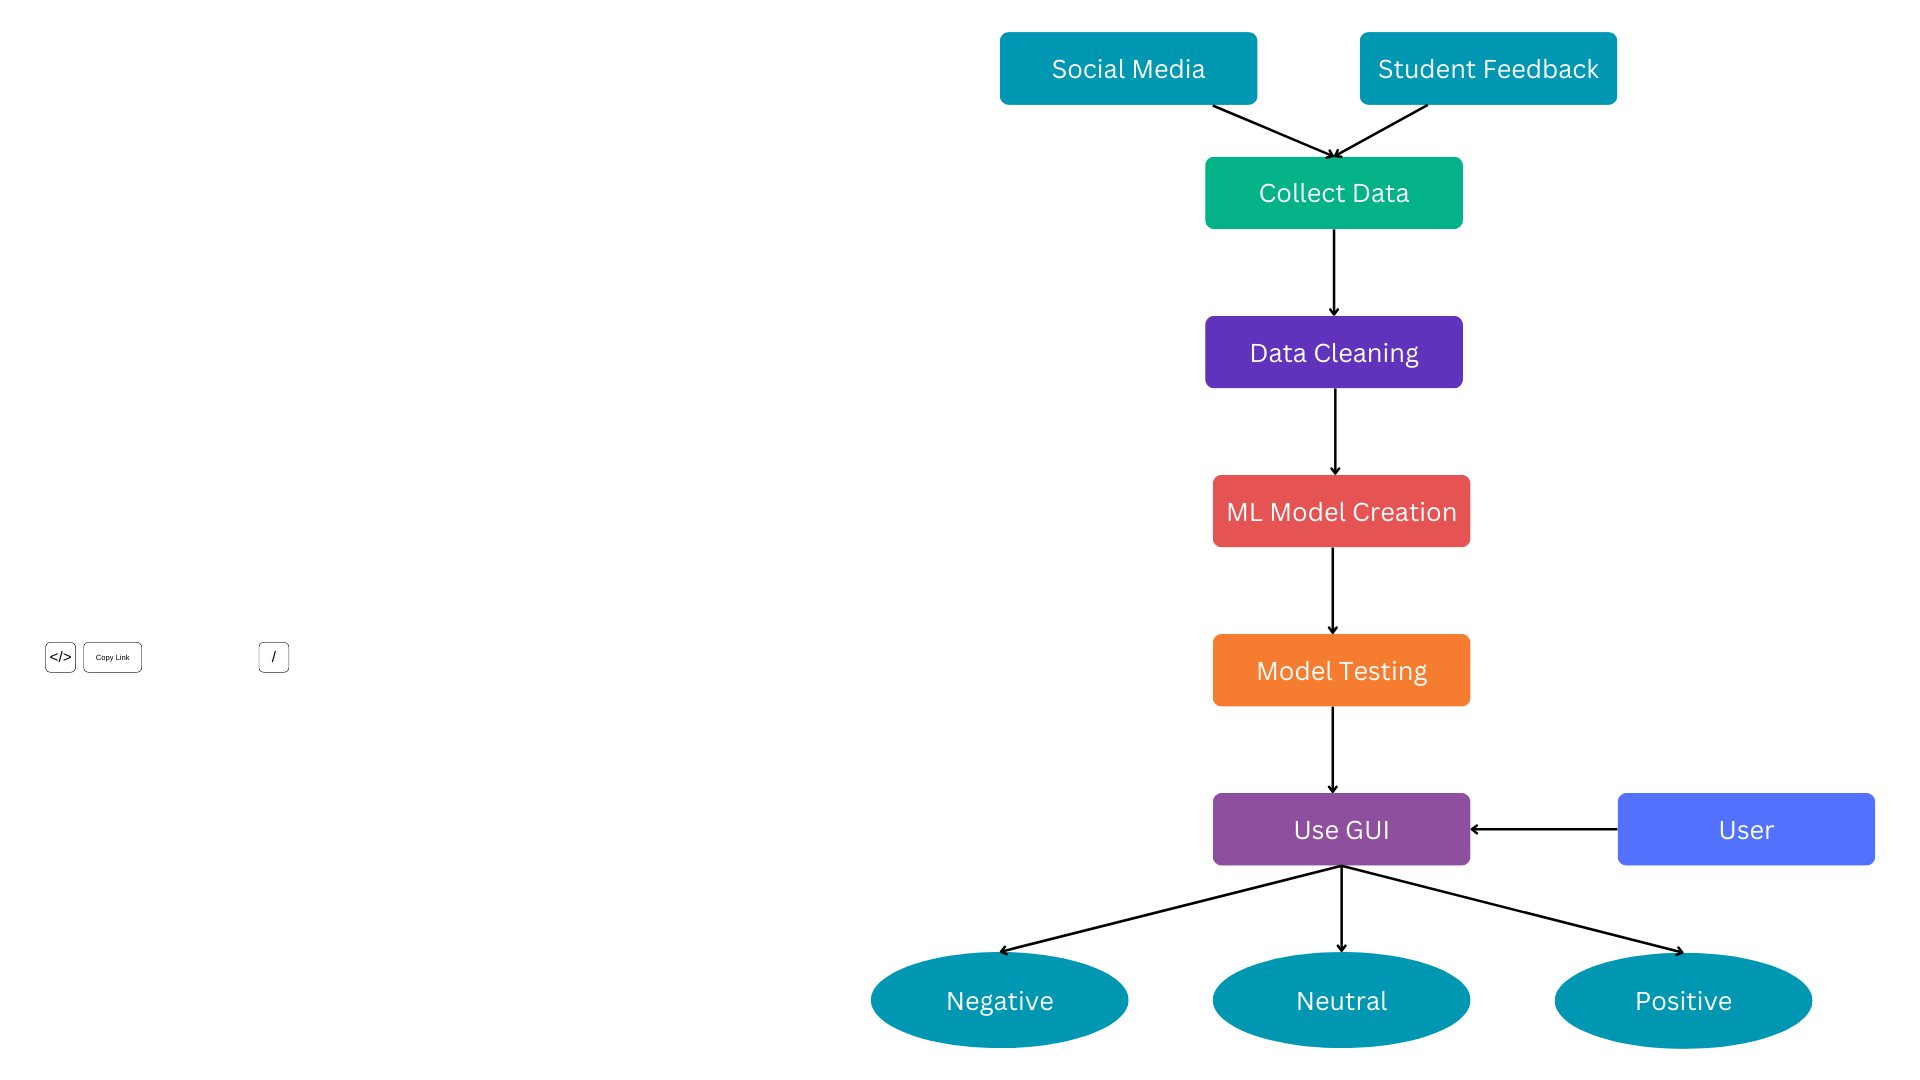 Social Media
Student Feedback
Collect Data
Data Cleaning
ML Model Creation
</>
Copy Link
/
Model Testing
Use GUI
User
Negative
Neutral
Positive